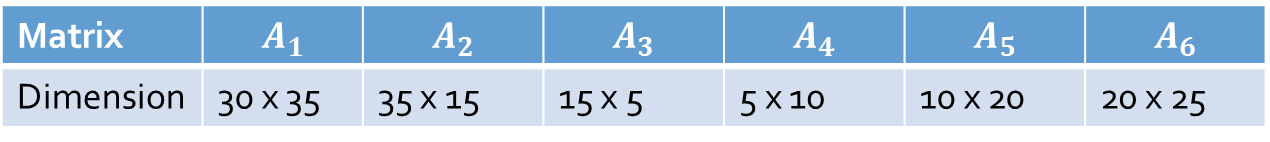 Matrix A₁ A₂ A₃ A₄ A₅ A₆
Dimension 30 x 35 35 x 15 15 x 5 5 x 10 10 x 20 20 x 25